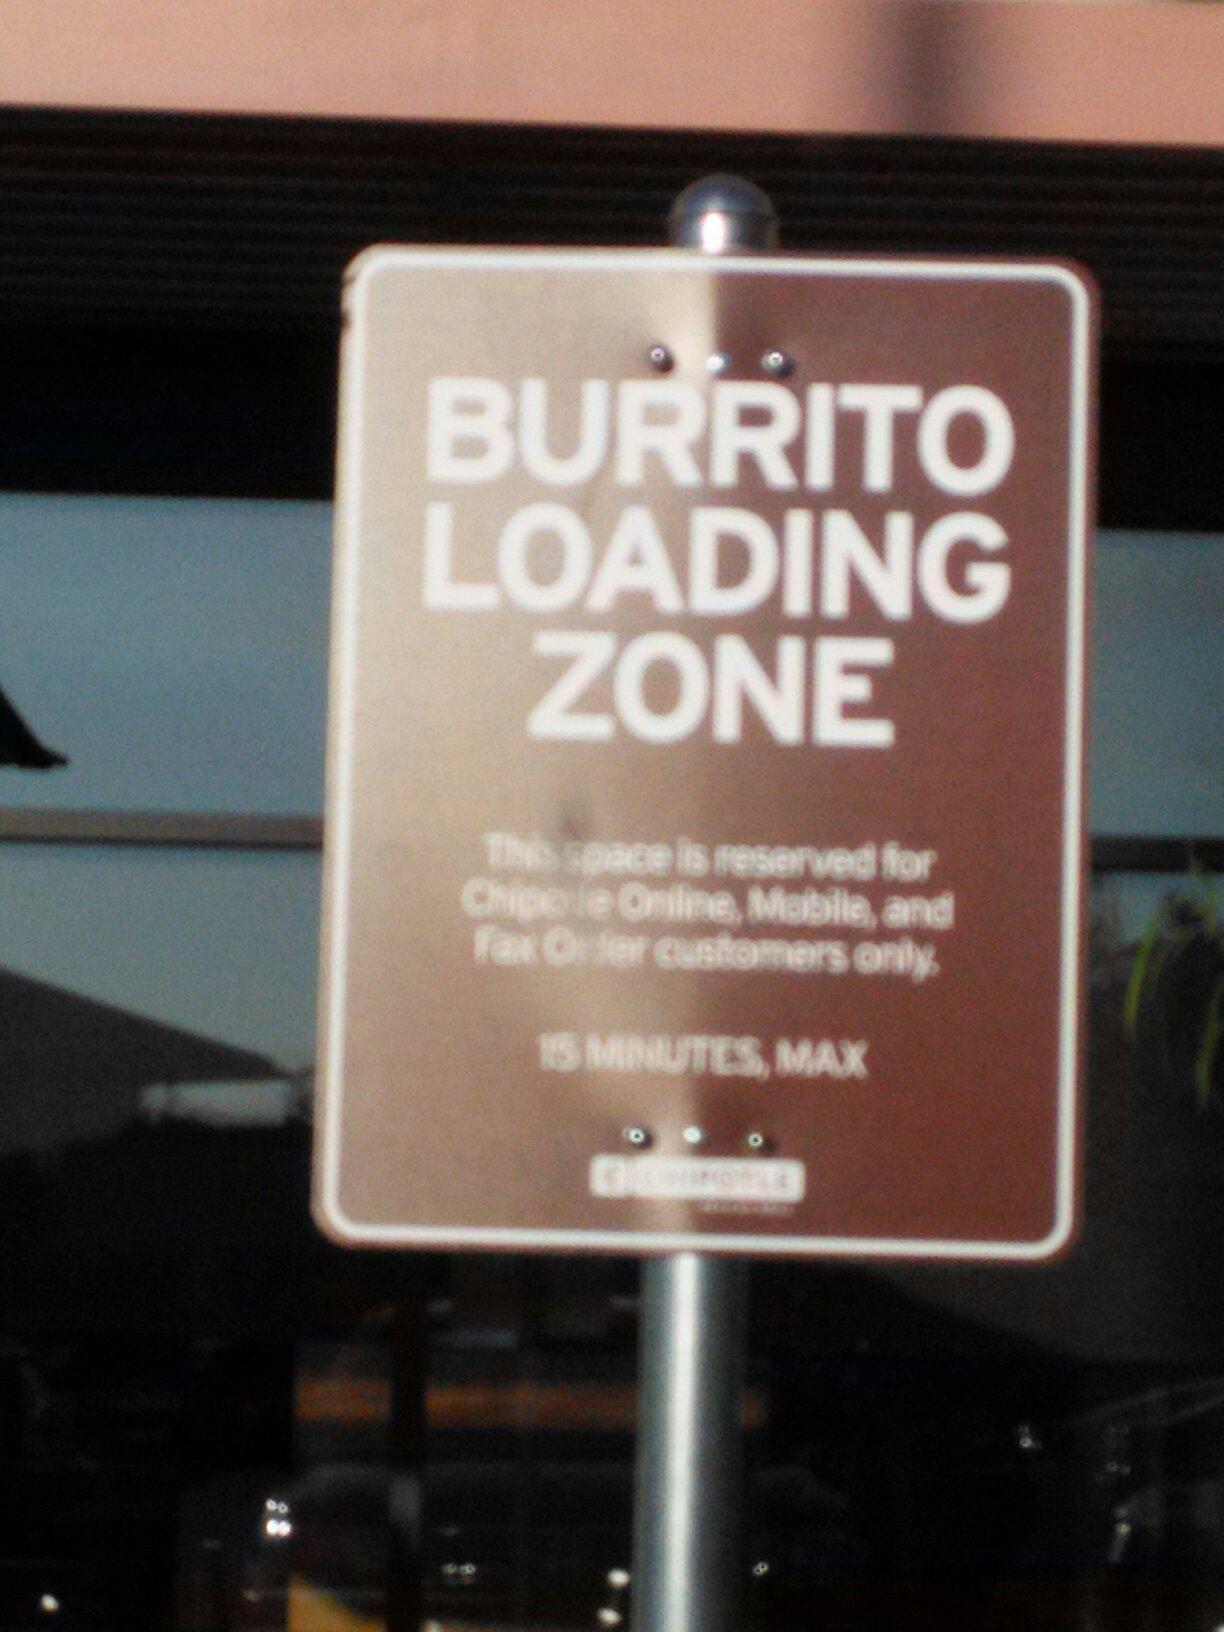 BURRITO
LOADING
ZONE
This space is reserved for
Chipotle Online, Mobile, and
Fax Order customers only.
15 MINUTES, MAX
CHIPOTLE